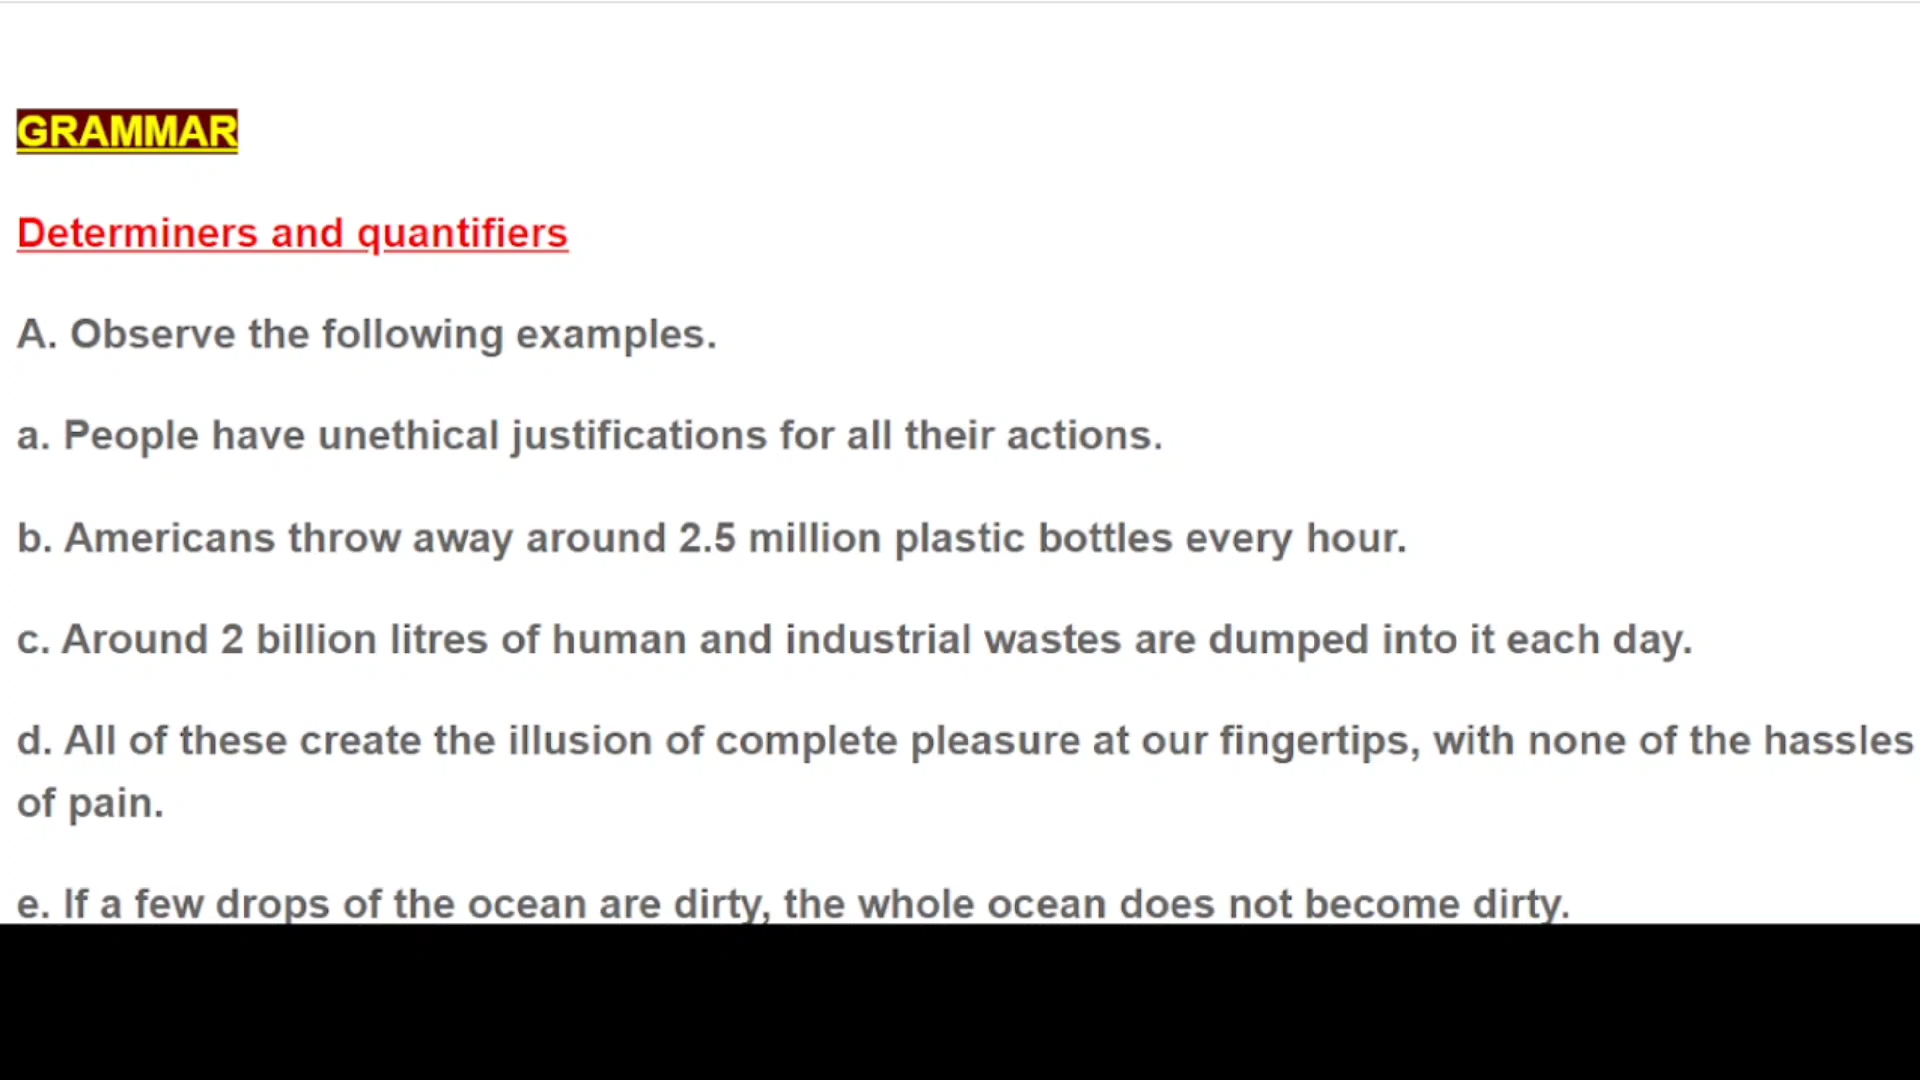 GRAMMAR
Determiners and quantifiers
A. Observe the following examples.
a. People have unethical justifications for all their actions.
b. Americans throw away around 2.5 million plastic bottles every hour.
c. Around 2 billion litres of human and industrial wastes are dumped into it each day.
d. All of these create the illusion of complete pleasure at our fingertips, with none of the hassles
of pain.
e. If a few drops of the ocean are dirty, the whole ocean does not become dirty.